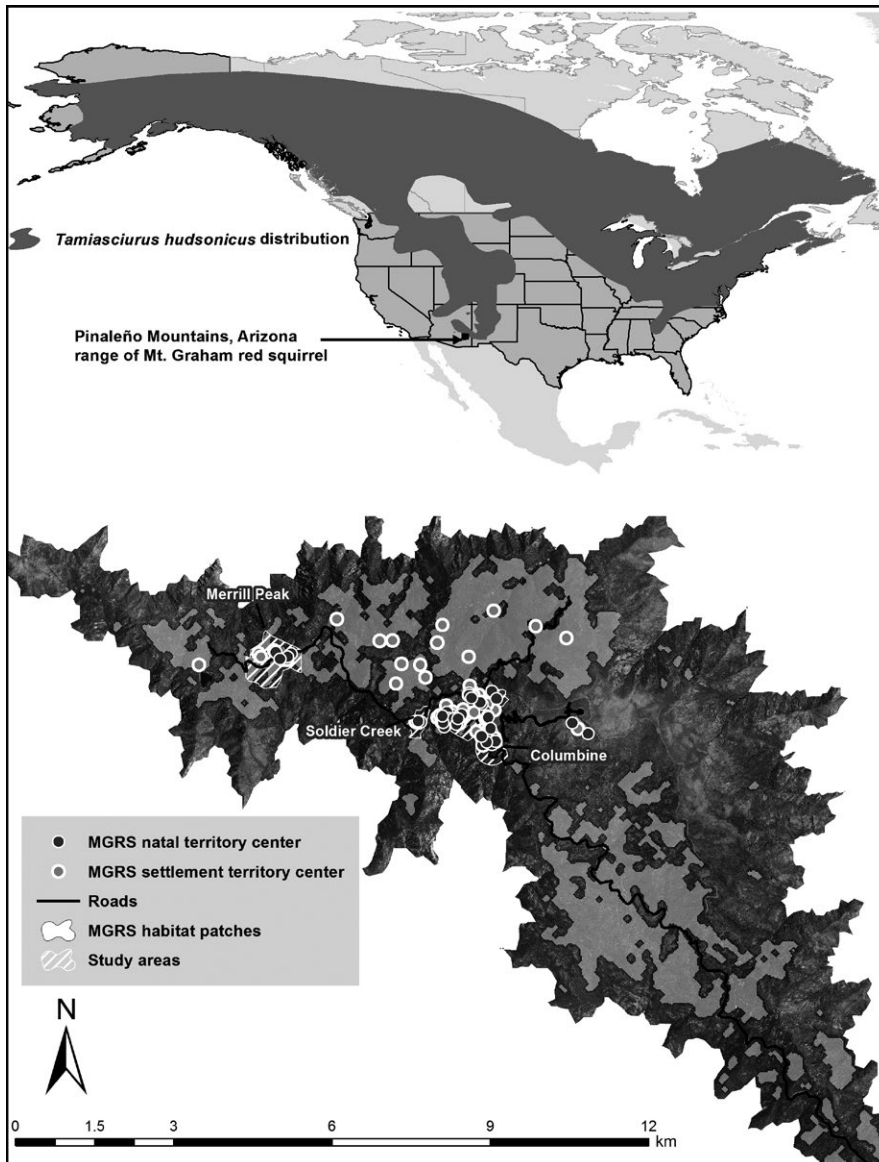 Tamiasciurus hudsonicus distribution
Pinaleño Mountains, Arizona
range of Mt. Graham red squirrel
Merrill Peak
Soldier Creek
Columbine
MGRS natal territory center
MGRS settlement territory center
Roads
MGRS habitat patches
Study areas
N
0 1.5 3 6 9 12
km